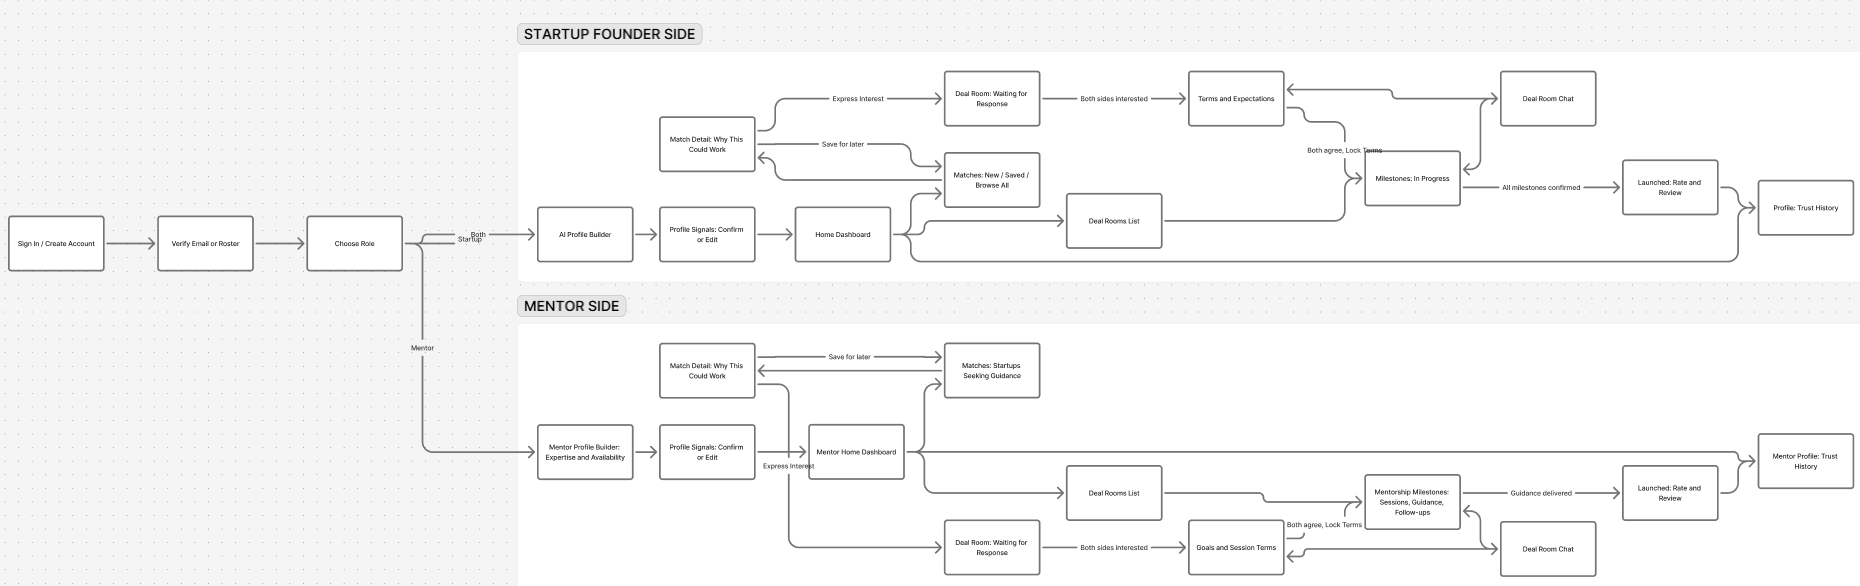 STARTUP FOUNDER SIDE
Sign In / Create Account
Verify Email or Roster
Choose Role
Both
Startup
Mentor
AI Profile Builder
Profile Signals: Confirm
or Edit
Home Dashboard
Match Detail: Why This
Could Work
Express Interest
Save for later
Deal Room: Waiting for
Response
Matches: New / Saved /
Browse All
Deal Rooms List
Both sides interested
Terms and Expectations
Both agree, Lock Terms
Deal Room Chat
Milestones: In Progress
All milestones confirmed
Launched: Rate and
Review
Profile: Trust History
MENTOR SIDE
Match Detail: Why This
Could Work
Save for later
Matches: Startups
Seeking Guidance
Mentor Profile Builder:
Expertise and Availability
Profile Signals: Confirm
or Edit
Express Interest
Mentor Home Dashboard
Deal Rooms List
Deal Room: Waiting for
Response
Both sides interested
Goals and Session Terms
Both agree, Lock Terms
Mentorship Milestones:
Sessions, Guidance,
Follow-ups
Guidance delivered
Launched: Rate and
Review
Deal Room Chat
Mentor Profile: Trust
History